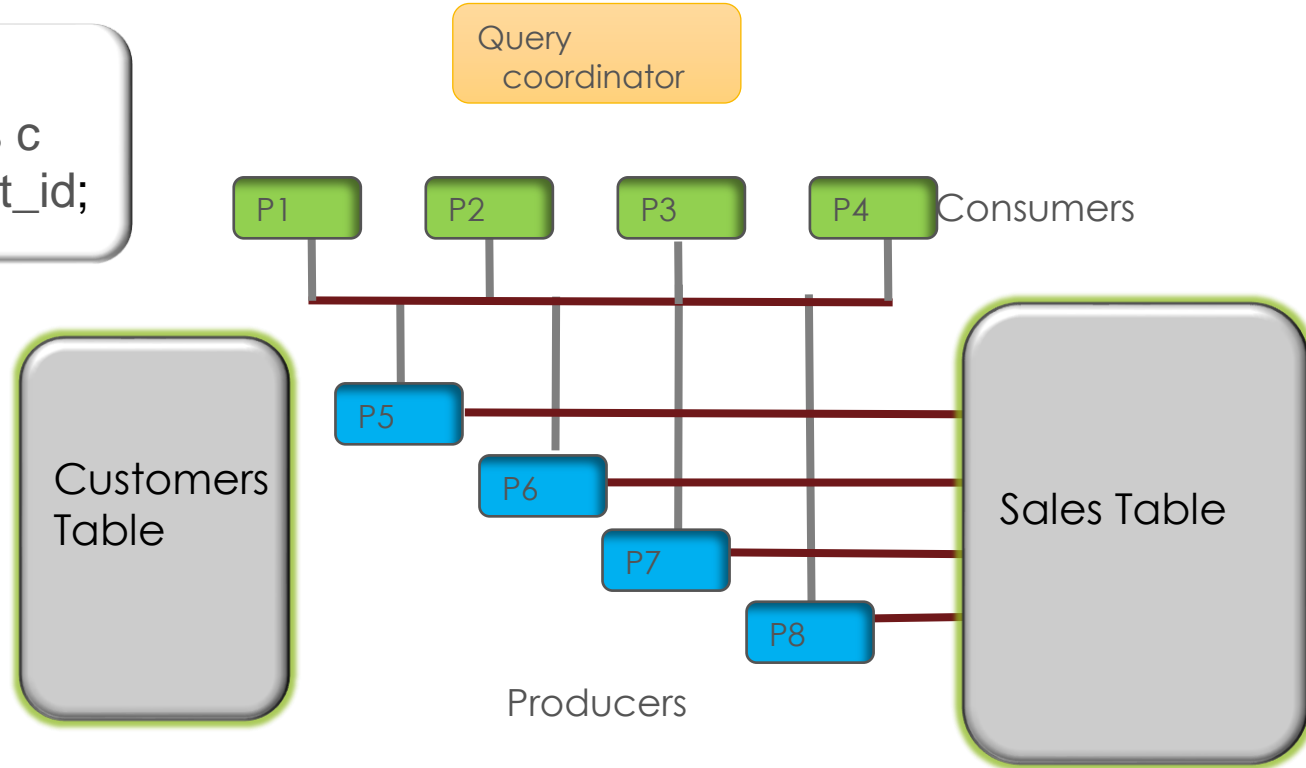 Query
coordinator
c
t_id;
P1
P2
P3
P4
Consumers
P5
Customers
Table
P6
Sales Table
P7
P8
Producers